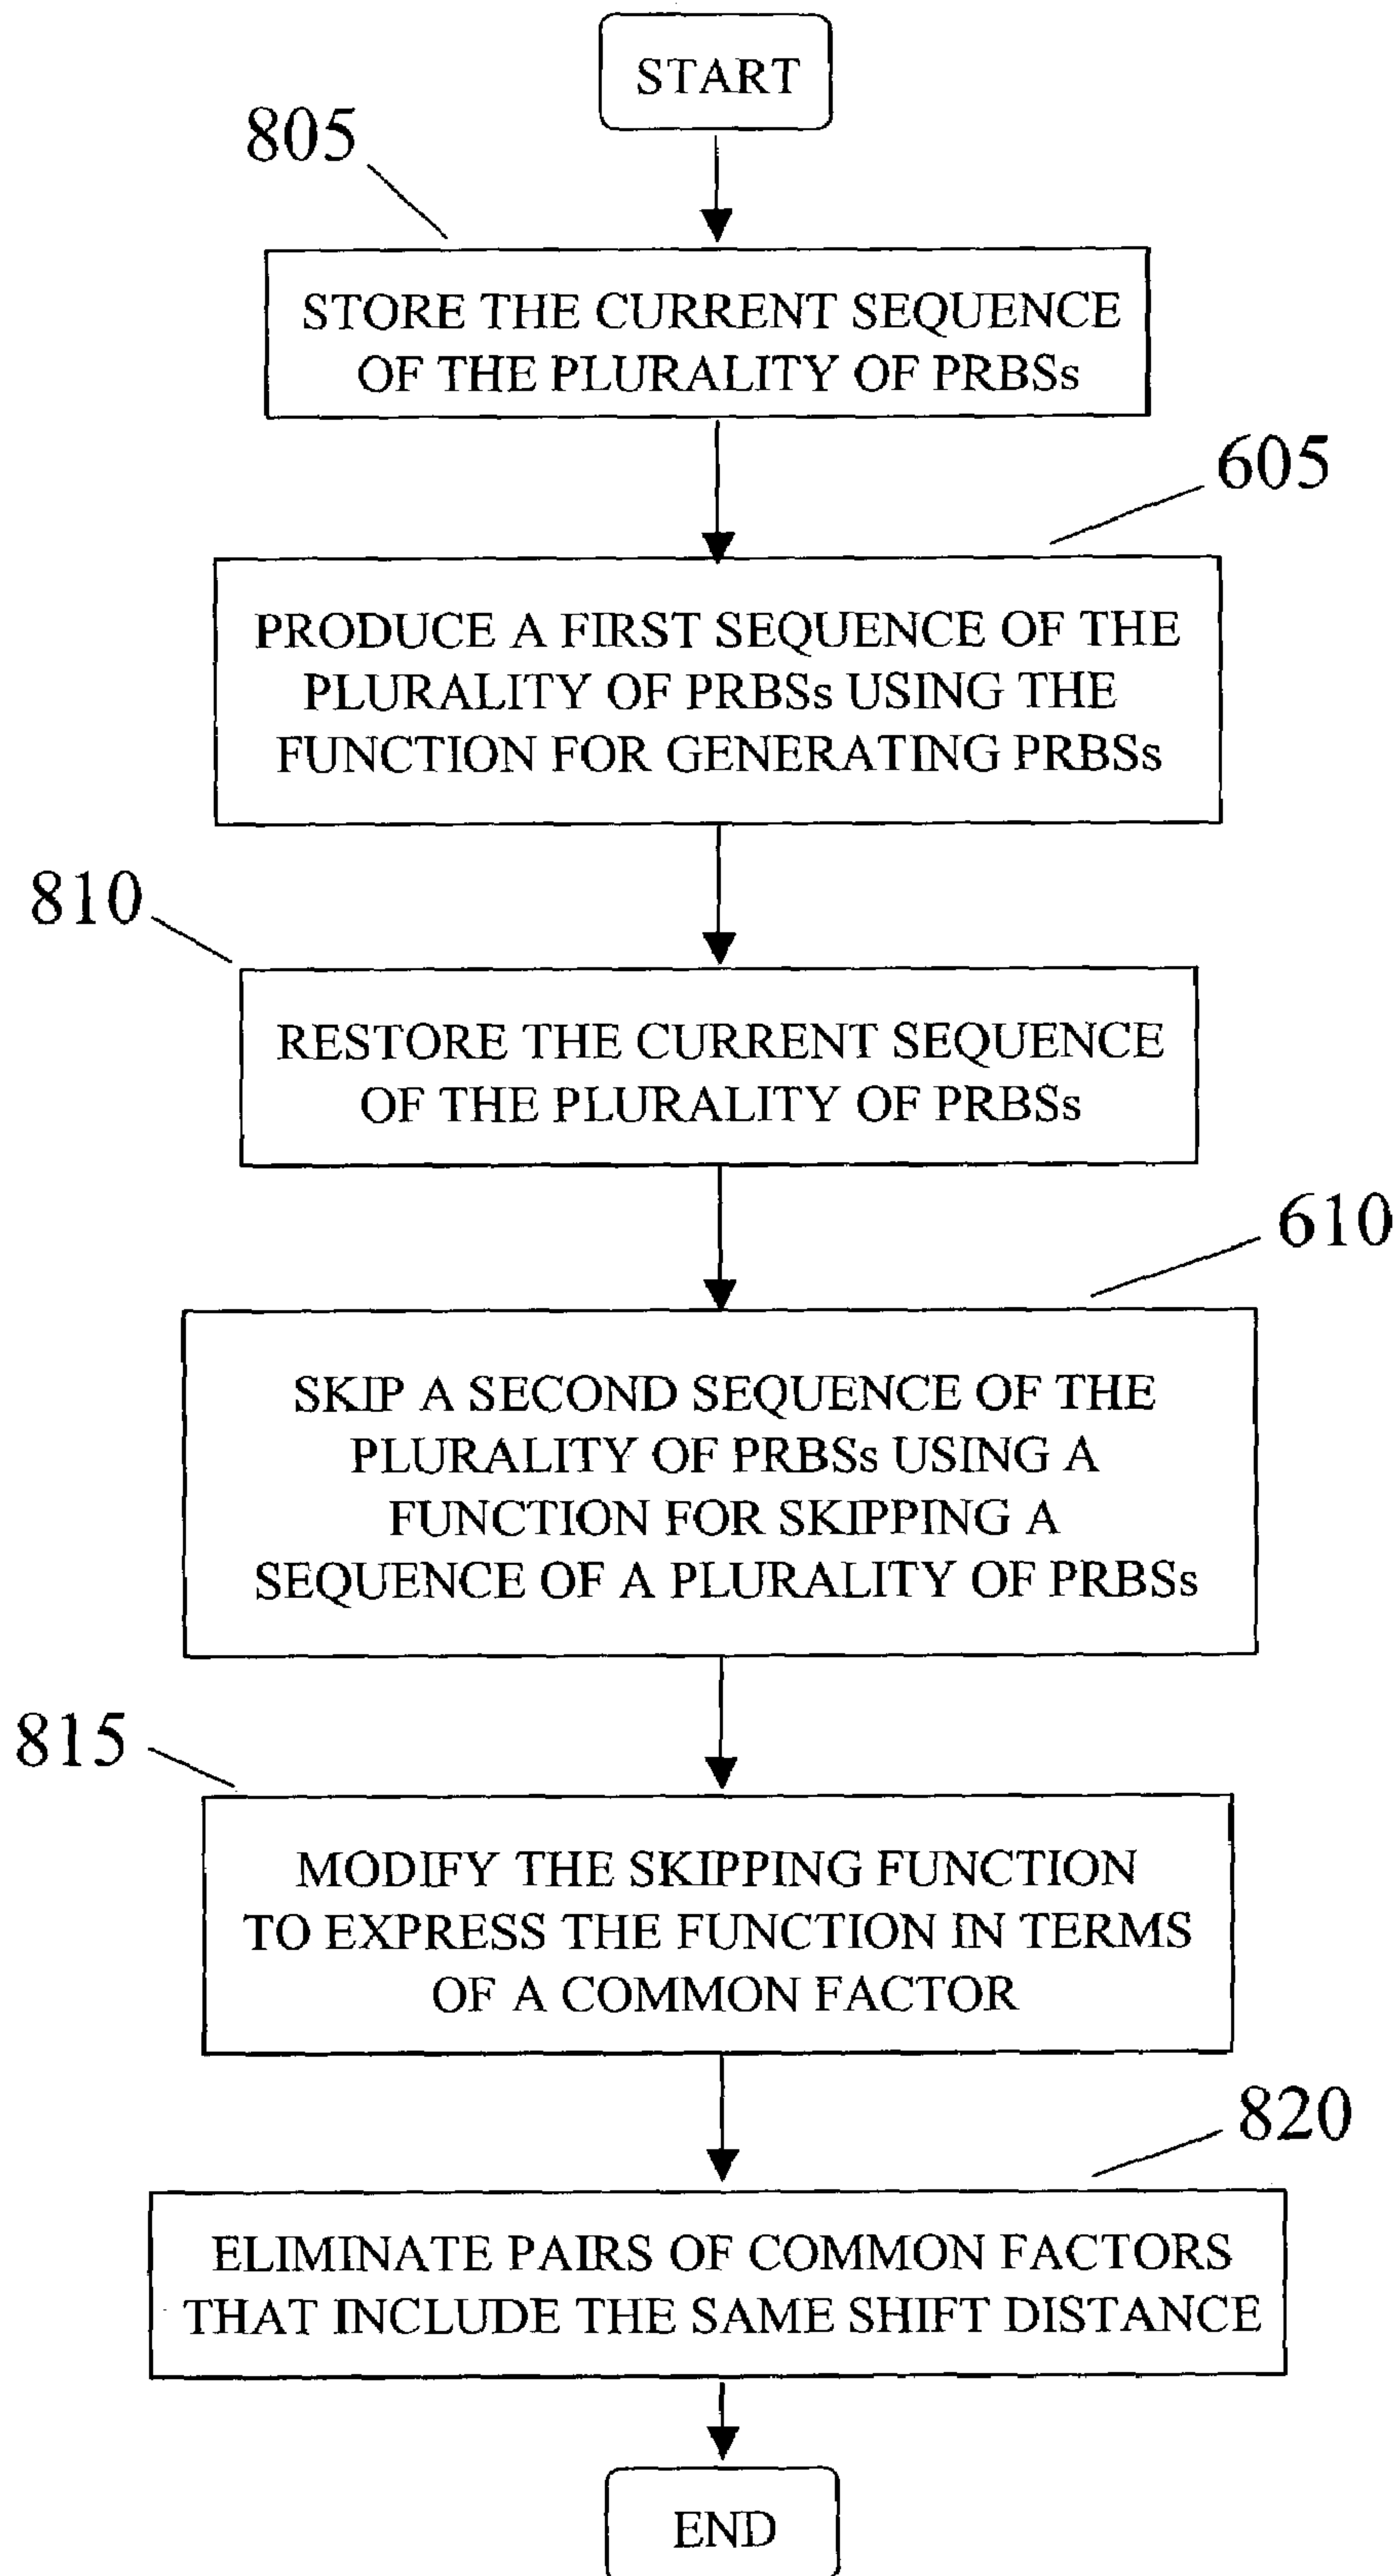 START
805
STORE THE CURRENT SEQUENCE
OF THE PLURALITY OF PRBSs
605
PRODUCE A FIRST SEQUENCE OF THE
PLURALITY OF PRBSs USING THE
FUNCTION FOR GENERATING PRBSs
810
RESTORE THE CURRENT SEQUENCE
OF THE PLURALITY OF PRBSs
610
SKIP A SECOND SEQUENCE OF THE
PLURALITY OF PRBSs USING A
FUNCTION FOR SKIPPING A
SEQUENCE OF A PLURALITY OF PRBSs
815
MODIFY THE SKIPPING FUNCTION
TO EXPRESS THE FUNCTION IN TERMS
OF A COMMON FACTOR
820
ELIMINATE PAIRS OF COMMON FACTORS
THAT INCLUDE THE SAME SHIFT DISTANCE
END